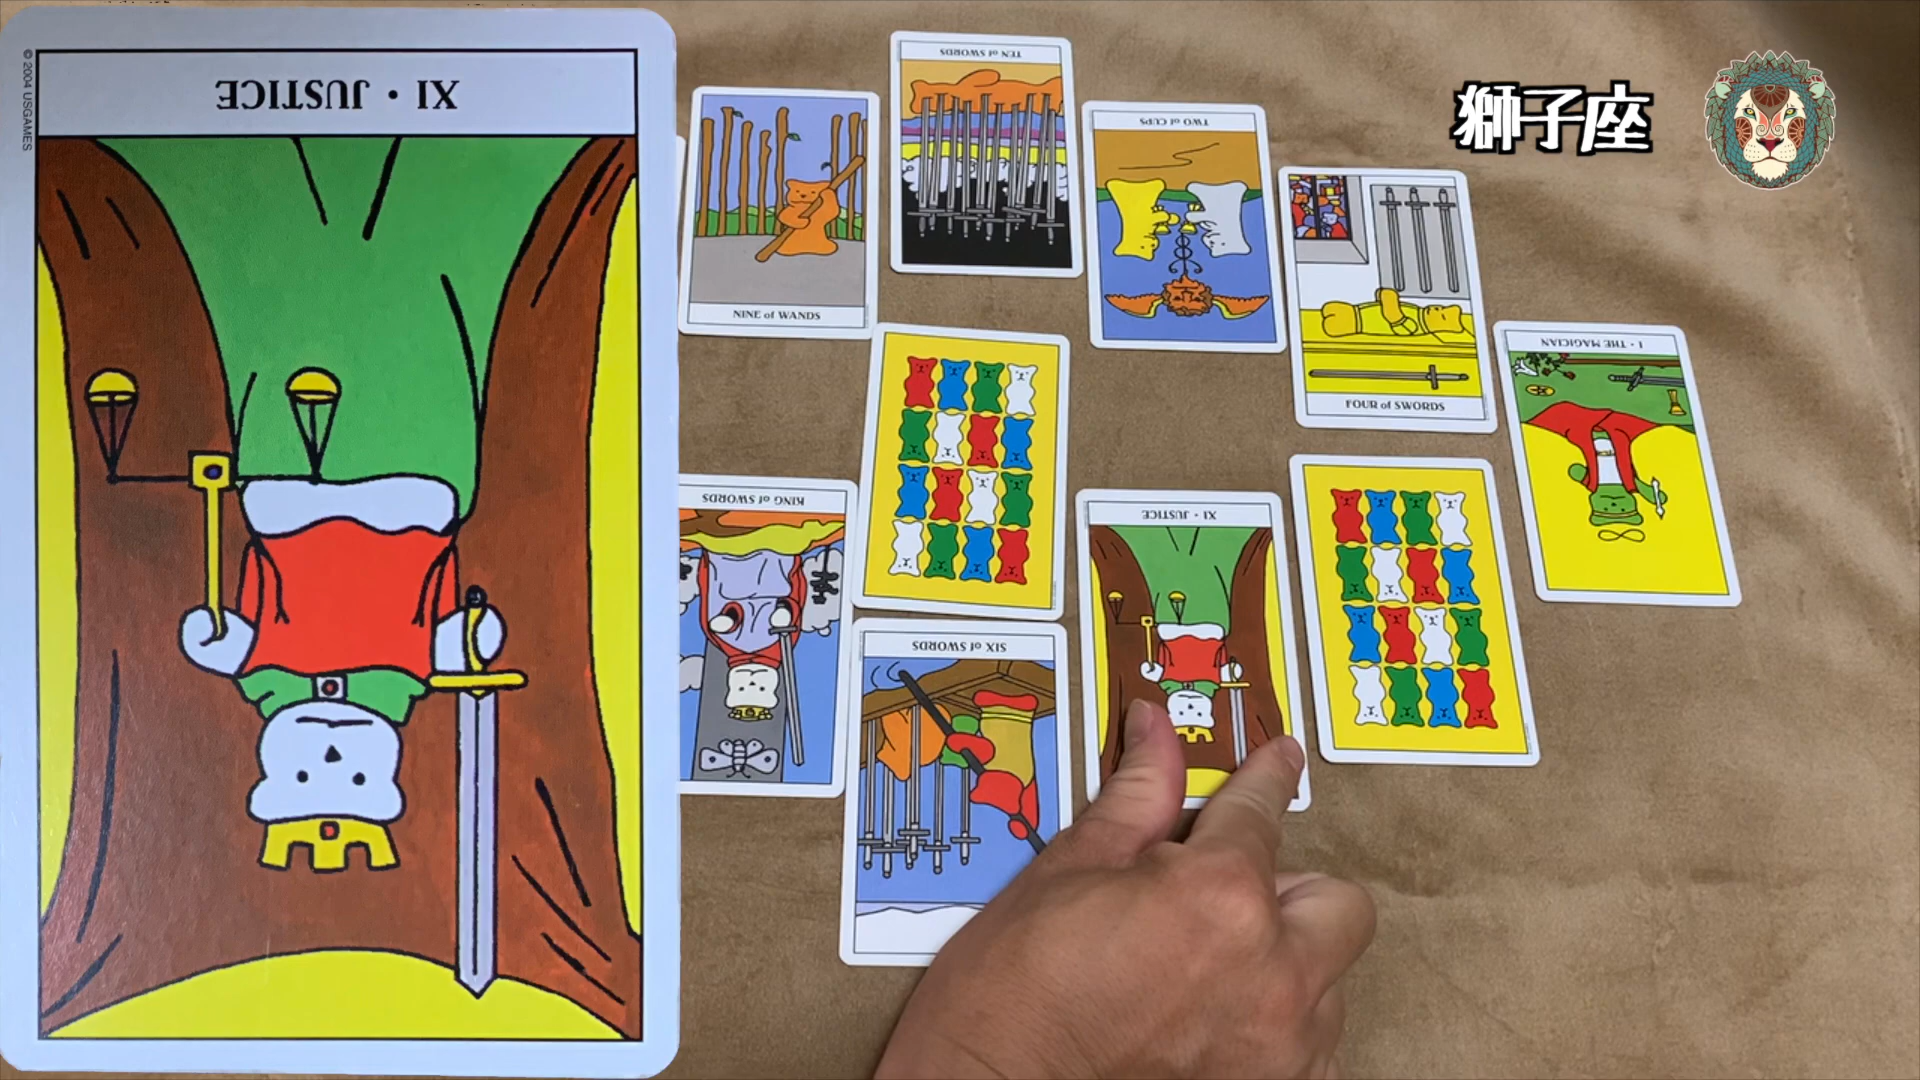 © 2004 USGAMES
XI • JUSTICE
TEN of SWORDS
NINE of WANDS
TWO of CUPS
FOUR of SWORDS
I • THE MAGICIAN
KING of SWORDS
SIX of SWORDS
XI • JUSTICE
獅子座